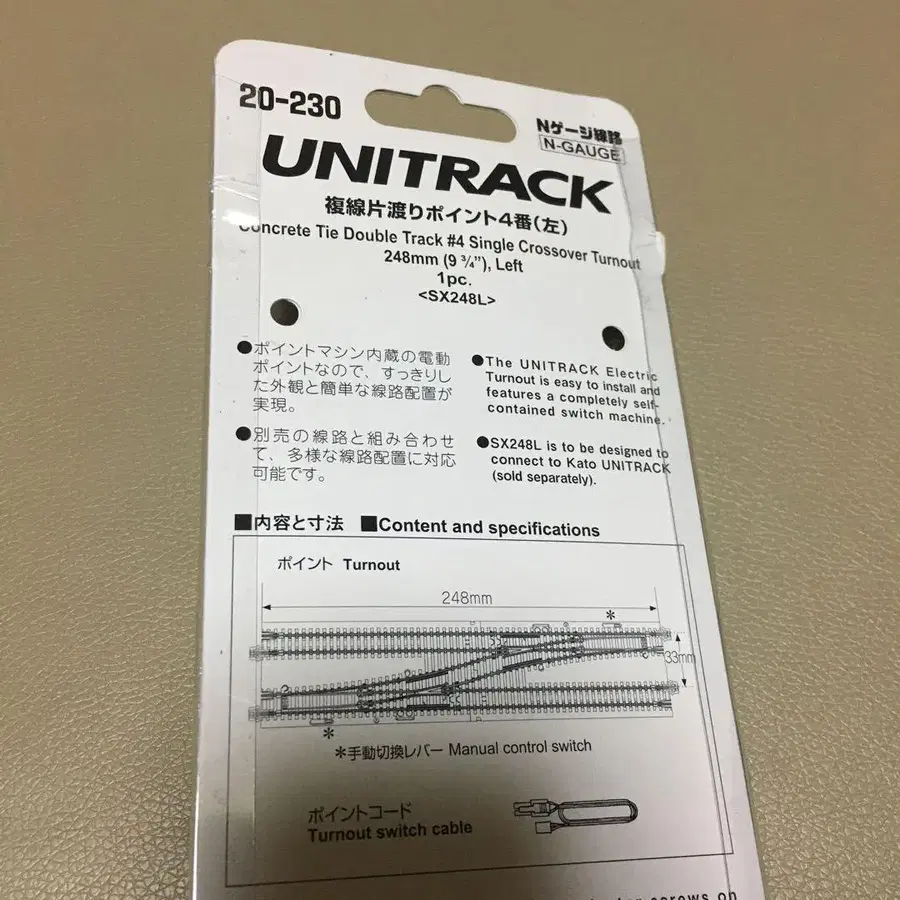 20-230
Nゲージ線路
N-GAUGE
UNITRACK
複線片渡りポイント4番(左)
Concrete Tie Double Track #4 Single Crossover Turnout
248mm (9 ¾"), Left
1pc.
<SX248L>
●ポイントマシン内蔵の電動
ポイントなので、すっきりし
た外観と簡単な線路配置が
実現。
●別売の線路と組み合わせ
て、多様な線路配置に対応
可能です。
●The UNITRACK Electric
Turnout is easy to install and
features a completely self-
contained switch machine.
●SX248L is to be designed to
connect to Kato UNITRACK
(sold separately).
■内容と寸法 ■Content and specifications
ポイント Turnout
248mm
*
33mm
*
*手動切換レバー Manual control switch
ポイントコード
Turnout switch cable
screws on